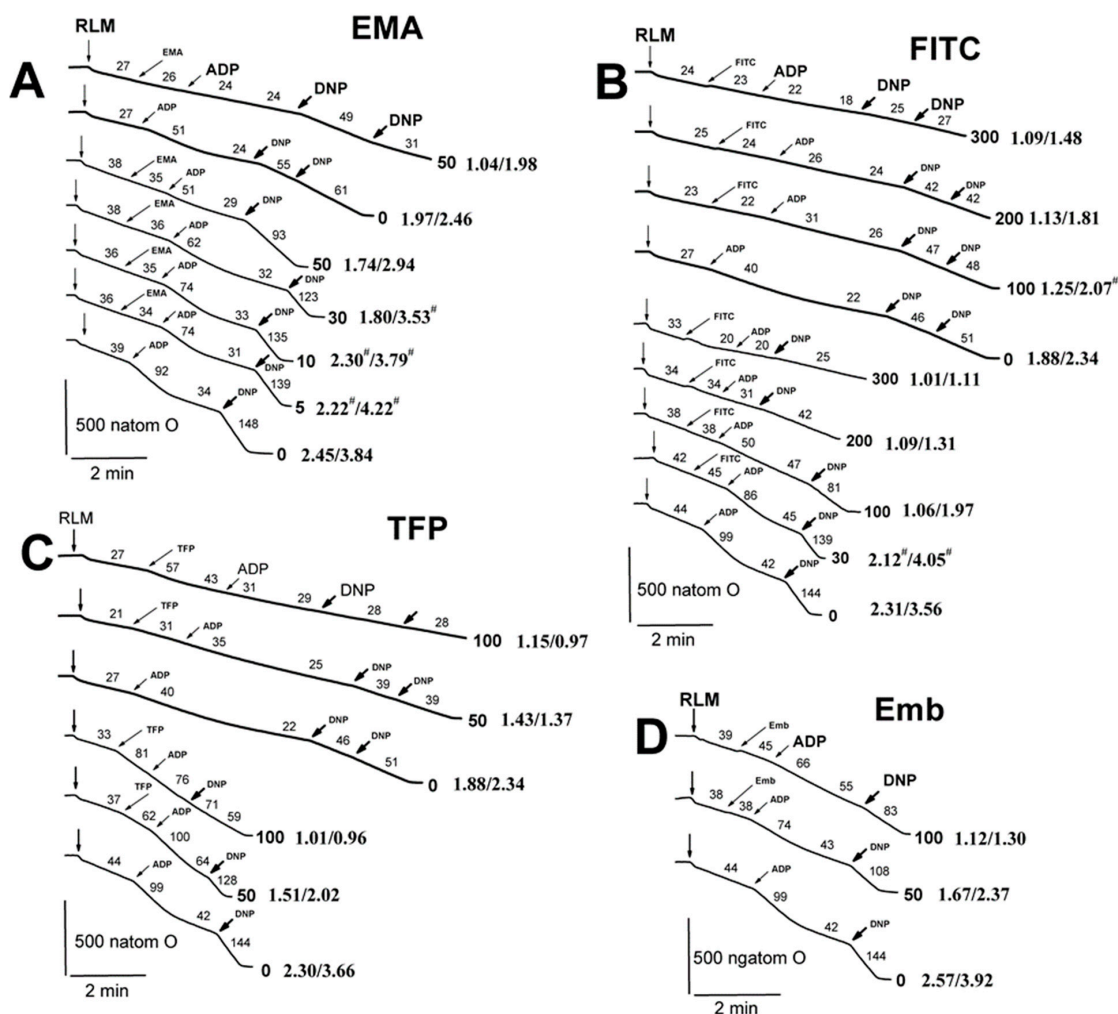 A
EMA
RLM
27
EMA
26
ADP
24
24
DNP
49
DNP
31
50 1.04/1.98
27
ADP
51
24
DNP
55
DNP
61
0 1.97/2.46
38
EMA
35
ADP
51
29
DNP
93
50 1.74/2.94
38
EMA
36
ADP
62
32
DNP
123
30 1.80/3.53#
36
EMA
35
ADP
74
33
DNP
135
10 2.30#/3.79#
36
EMA
34
ADP
74
31
DNP
139
5 2.22#/4.22#
39
ADP
92
34
DNP
148
0 2.45/3.84
500 natom O
2 min
B
FITC
RLM
24
FITC
23
ADP
22
18
DNP
25
DNP
27
300 1.09/1.48
25
FITC
24
ADP
26
24
DNP
42
DNP
42
200 1.13/1.81
23
FITC
22
ADP
31
26
DNP
47
DNP
48
100 1.25/2.07#
27
ADP
40
22
DNP
46
DNP
51
0 1.88/2.34
33
FITC
20
ADP
20
DNP
25
300 1.01/1.11
34
FITC
34
ADP
31
DNP
42
200 1.09/1.31
38
FITC
38
ADP
50
47
DNP
81
100 1.06/1.97
42
FITC
45
ADP
86
45
DNP
139
30 2.12#/4.05#
44
ADP
99
42
DNP
144
0 2.31/3.56
500 natom O
2 min
C
TFP
RLM
27
TFP
57
43
ADP
31
29
DNP
28
28
100 1.15/0.97
21
TFP
31
ADP
35
25
DNP
39
DNP
39
50 1.43/1.37
27
ADP
40
22
DNP
46
DNP
51
0 1.88/2.34
33
TFP
81
ADP
76
DNP
71
59
100 1.01/0.96
37
TFP
62
ADP
100
64
DNP
128
50 1.51/2.02
44
ADP
99
42
DNP
144
0 2.30/3.66
500 natom O
2 min
D
Emb
RLM
39
Emb
45
ADP
66
55
DNP
83
100 1.12/1.30
38
Emb
38
ADP
74
43
DNP
108
50 1.67/2.37
44
ADP
99
42
DNP
144
0 2.57/3.92
500 ngatom O
2 min